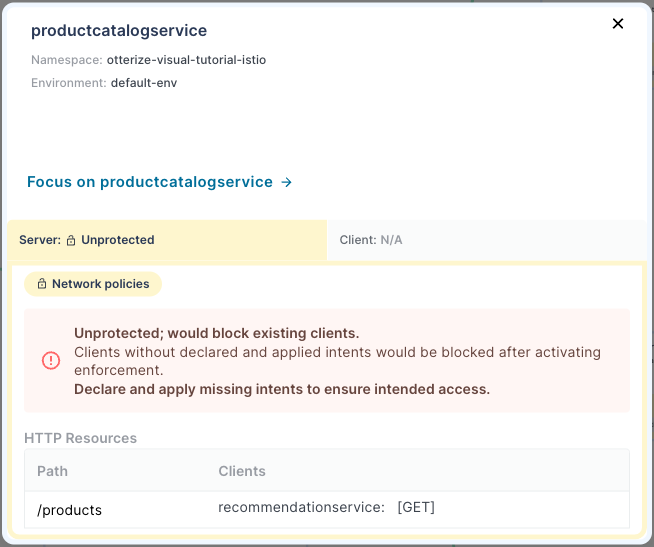 productcatalogservice
Namespace: otterize-visual-tutorial-istio
Environment: default-env
Focus on productcatalogservice →
Server: Unprotected
Client: N/A
Network policies
Unprotected; would block existing clients.
Clients without declared and applied intents would be blocked after activating
enforcement.
Declare and apply missing intents to ensure intended access.
HTTP Resources
Path Clients
/products recommendationservice: [GET]